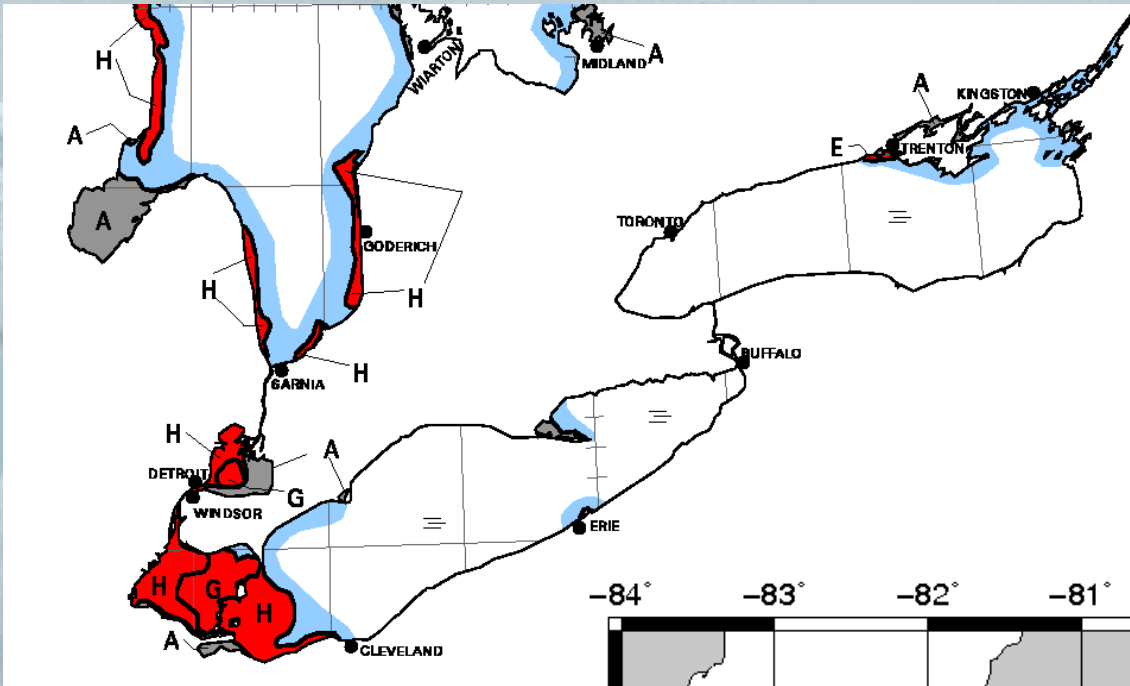 H
WIARTON
MIDLAND
A
A
KINGSTON
A
E
TRENTON
A
TORONTO
GODERICH
H
H
BUFFALO
H
SARNIA
H
A
DETROIT
G
WINDSOR
ERIE
H
G
H
A
CLEVELAND
-84°
-83°
-82°
-81°